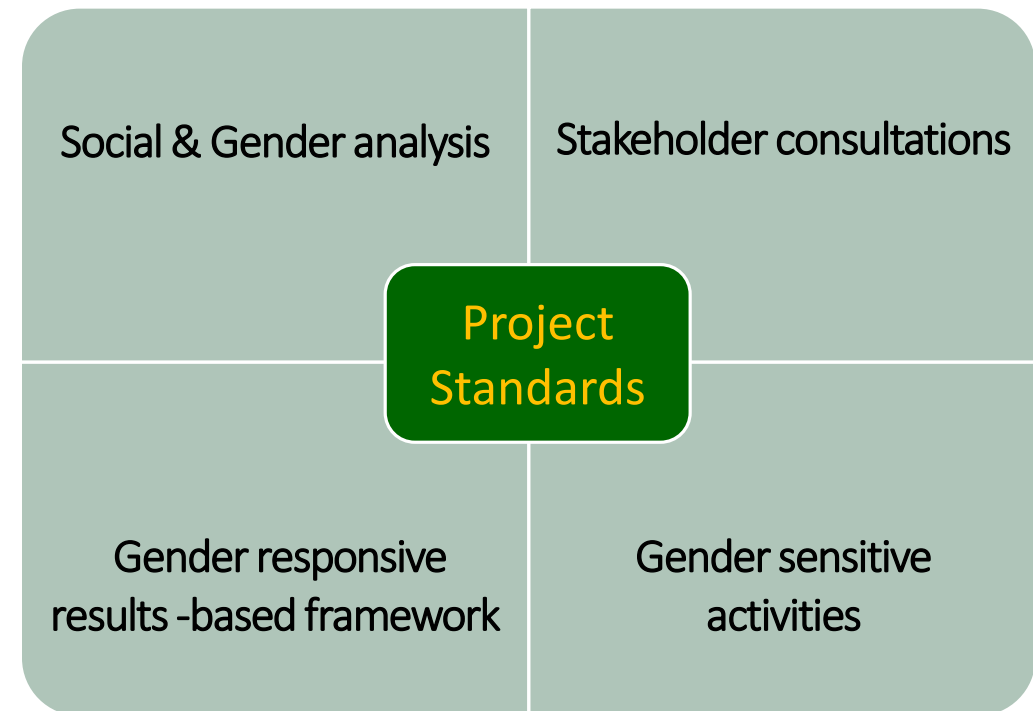 Social & Gender analysis
Stakeholder consultations
Project
Standards
Gender responsive
results -based framework
Gender sensitive
activities